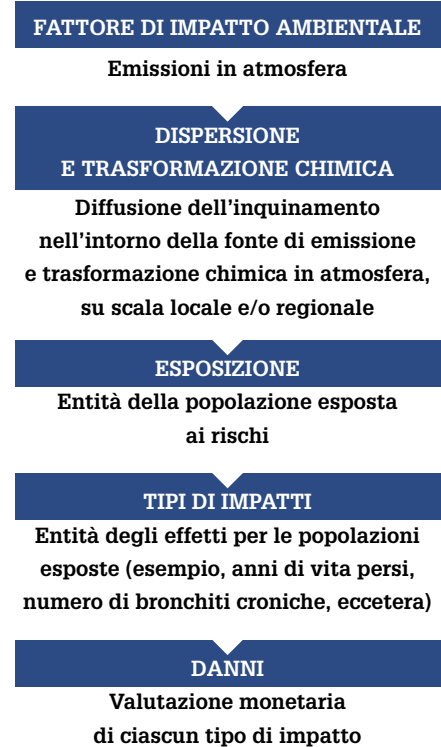 FATTORE DI IMPATTO AMBIENTALE
Emissioni in atmosfera
DISPERSIONE
E TRASFORMAZIONE CHIMICA
Diffusione dell’inquinamento
nell’intorno della fonte di emissione
e trasformazione chimica in atmosfera,
su scala locale e/o regionale
ESPOSIZIONE
Entità della popolazione esposta
ai rischi
TIPI DI IMPATTI
Entità degli effetti per le popolazioni
esposte (esempio, anni di vita persi,
numero di bronchiti croniche, eccetera)
DANNI
Valutazione monetaria
di ciascun tipo di impatto